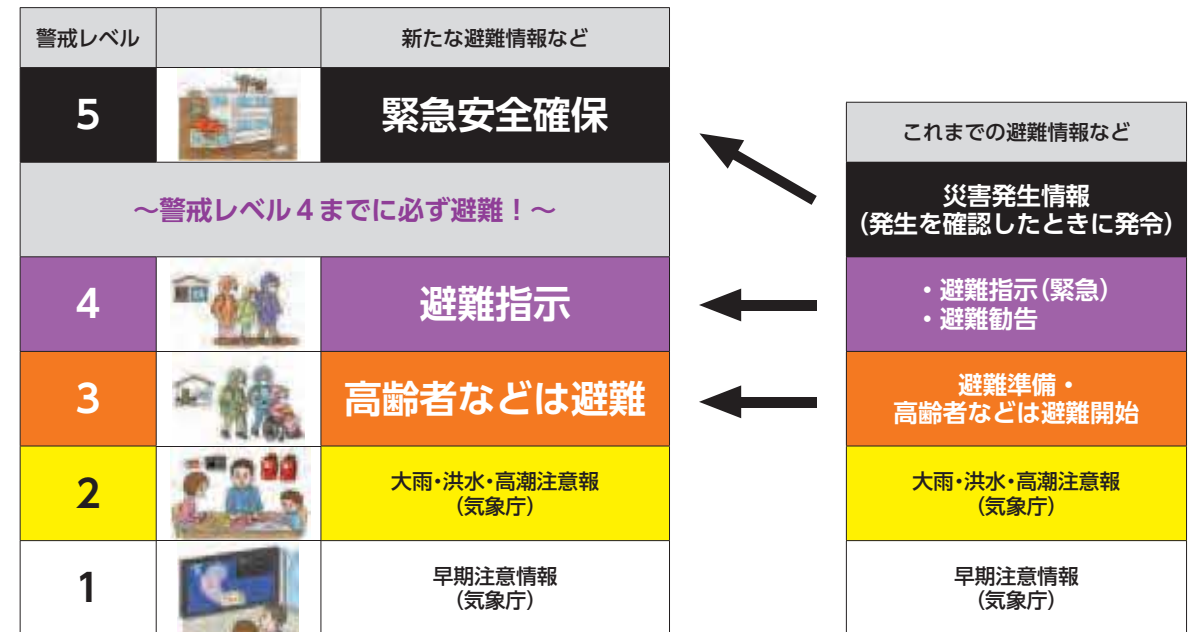 警戒レベル
新たな避難情報など
5
緊急安全確保
～警戒レベル４までに必ず避難！～
4
避難指示
3
高齢者などは避難
2
大雨・洪水・高潮注意報
(気象庁)
1
早期注意情報
(気象庁)
これまでの避難情報など
災害発生情報
(発生を確認したときに発令)
・避難指示(緊急)
・避難勧告
避難準備・
高齢者などは避難開始
大雨・洪水・高潮注意報
(気象庁)
早期注意情報
(気象庁)